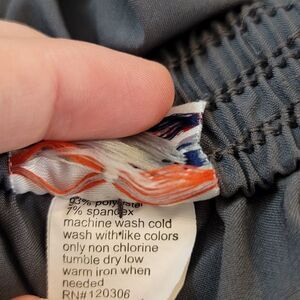 93% polyester
7% spandex
machine wash cold
wash with like colors
only non chlorine
tumble dry low
warm iron when
needed
RN#120306